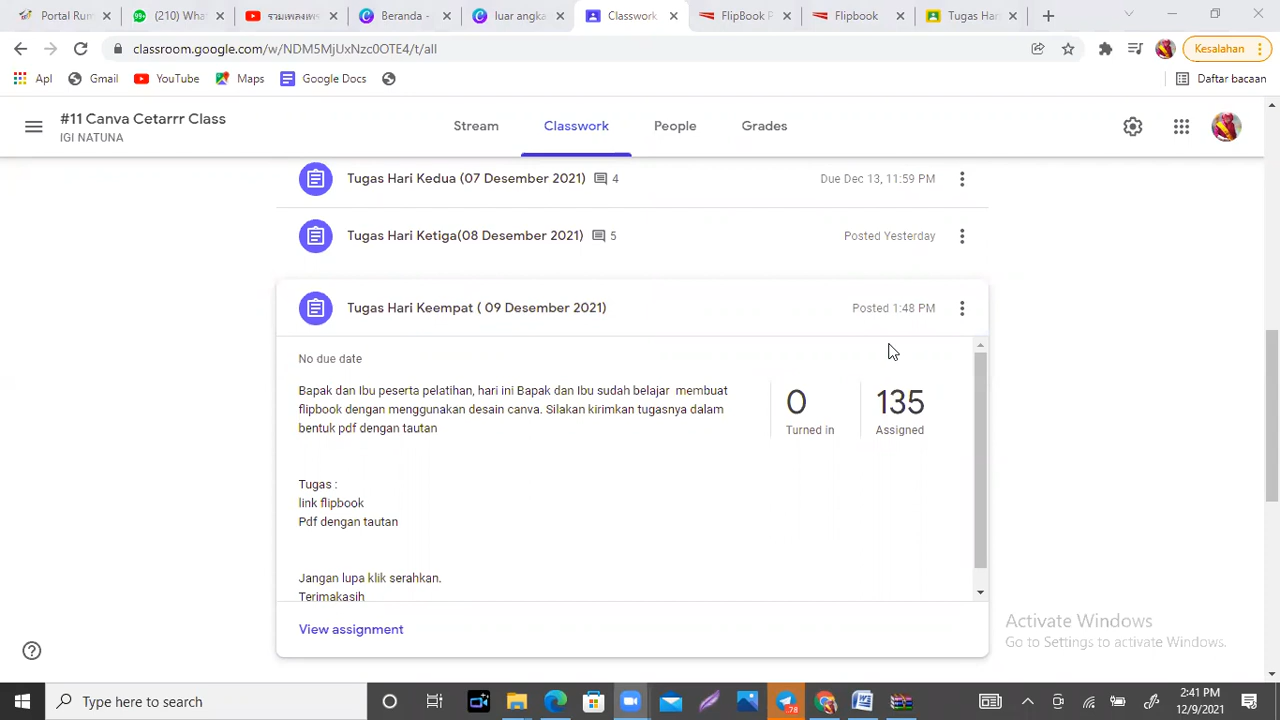 Portal Rum
(210) What
Beranda -
luar angka
Classwork
FlipBook P
Flipbook
Tugas Har
classroom.google.com/w/NDM5MjUxNzc0OTE4/t/all
Kesalahan
Apl
Gmail
YouTube
Maps
Google Docs
Daftar bacaan
#11 Canva Cetarrr Class
IGI NATUNA
Stream
Classwork
People
Grades
Tugas Hari Kedua (07 Desember 2021) 4
Due Dec 13, 11:59 PM
Tugas Hari Ketiga(08 Desember 2021) 5
Posted Yesterday
Tugas Hari Keempat ( 09 Desember 2021)
Posted 1:48 PM
No due date
Bapak dan Ibu peserta pelatihan, hari ini Bapak dan Ibu sudah belajar membuat
flipbook dengan menggunakan desain canva. Silakan kirimkan tugasnya dalam
bentuk pdf dengan tautan
0
Turned in
135
Assigned
Tugas :
link flipbook
Pdf dengan tautan
Jangan lupa klik serahkan.
Terimakasih
View assignment
Activate Windows
Go to Settings to activate Windows.
Type here to search
78
2:41 PM
12/9/2021